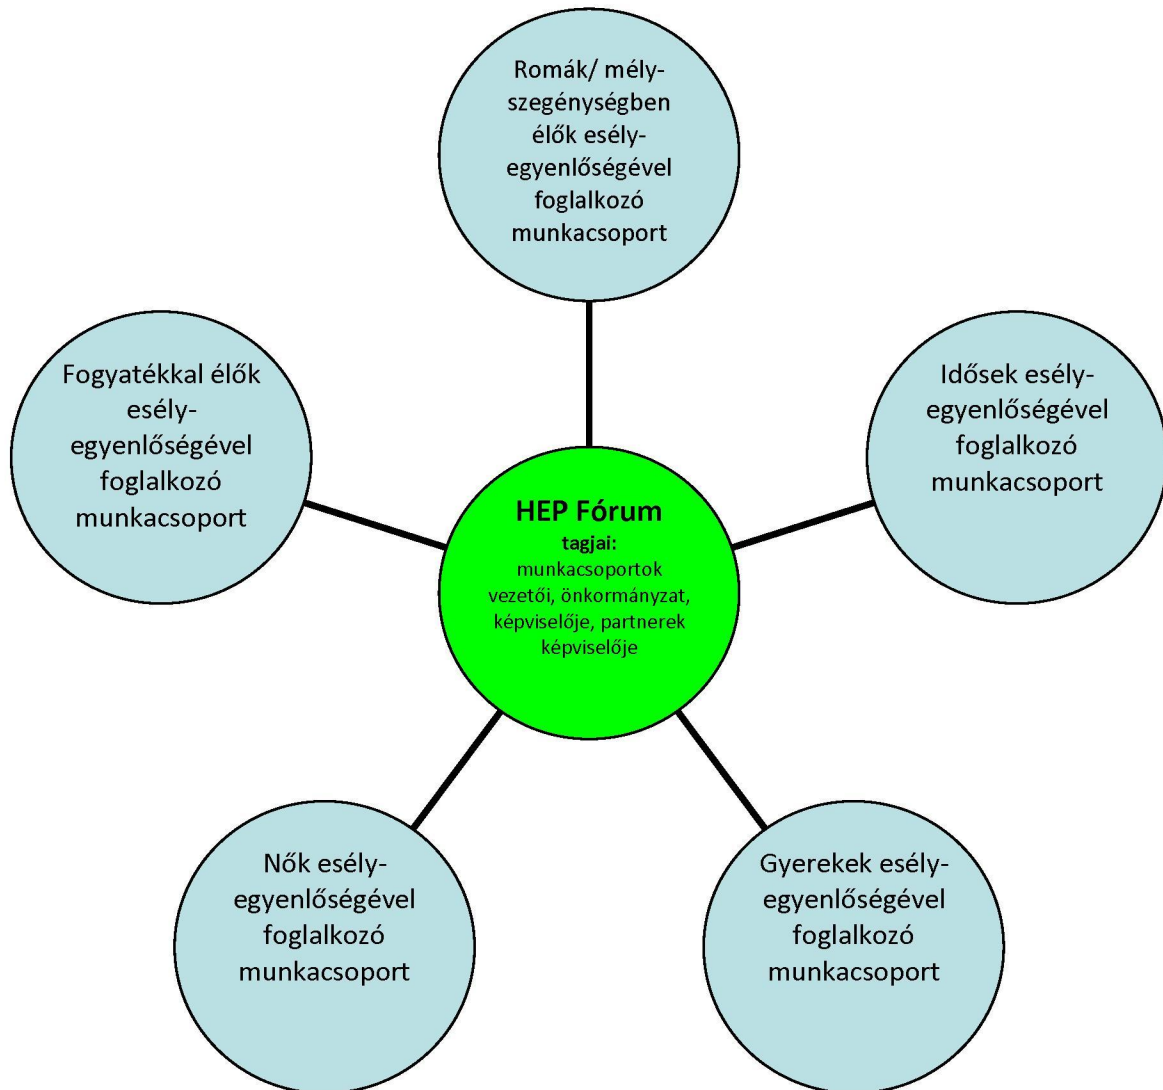 Romák/ mély-
szegénységben
élők esély-
egyenlőségével
foglalkozó
munkacsoport
Fogyatékkal élők
esély-
egyenlőségével
foglalkozó
munkacsoport
Idősek esély-
egyenlőségével
foglalkozó
munkacsoport
HEP Fórum
tagjai:
munkacsoportok
vezetői, önkormányzat,
képviselője, partnerek
képviselője
Nők esély-
egyenlőségével
foglalkozó
munkacsoport
Gyerekek esély-
egyenlőségével
foglalkozó
munkacsoport